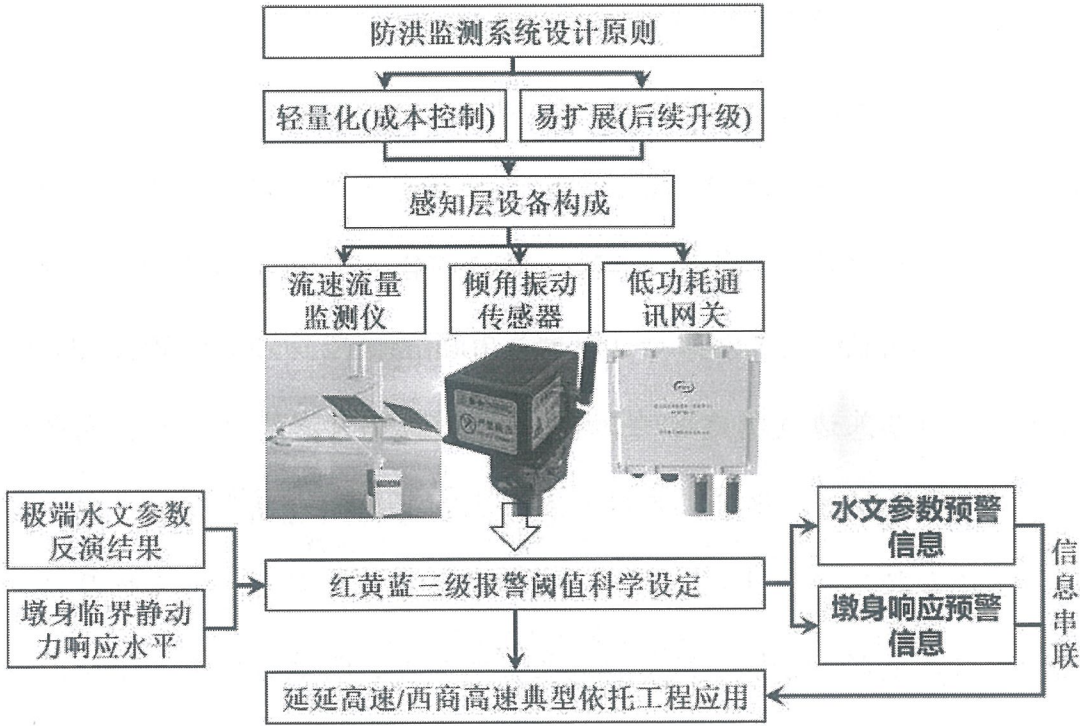 防洪监测系统设计原则
轻量化(成本控制)
易扩展(后续升级)
感知层设备构成
流速流量
监测仪
倾角振动
传感器
低功耗通
讯网关
极端水文参数
反演结果
墩身临界静动
力响应水平
红黄蓝三级报警阈值科学设定
水文参数预警
信息
墩身响应预警
信息
信息串联
延延高速/西商高速典型依托工程应用